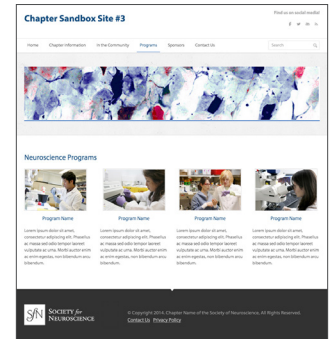 Chapter Sandbox Site #3
Find us on social media!
Home Chapter Information In the Community Programs Sponsors Contact Us
Search
Neuroscience Programs
Program Name Program Name Program Name Program Name
Lorem ipsum dolor sit amet, Lorem ipsum dolor sit amet, Lorem ipsum dolor sit amet, Lorem ipsum dolor sit amet,
consectetur adipiscing elit. Phasellus consectetur adipiscing elit. Phasellus consectetur adipiscing elit. Phasellus consectetur adipiscing elit. Phasellus
ac massa sed odio tempor laoreet ac massa sed odio tempor laoreet ac massa sed odio tempor laoreet ac massa sed odio tempor laoreet
vulputate ac urna. Morbi auctor enim vulputate ac urna. Morbi auctor enim vulputate ac urna. Morbi auctor enim vulputate ac urna. Morbi auctor enim
ac enim egestas, non bibendum arcu ac enim egestas, non bibendum arcu ac enim egestas, non bibendum arcu ac enim egestas, non bibendum arcu
bibendum. bibendum. bibendum. bibendum.
SfN SOCIETY for
NEUROSCIENCE
© Copyright 2014. Chapter Name of the Society of Neuroscience. All Rights Reserved.
Contact Us Privacy Policy